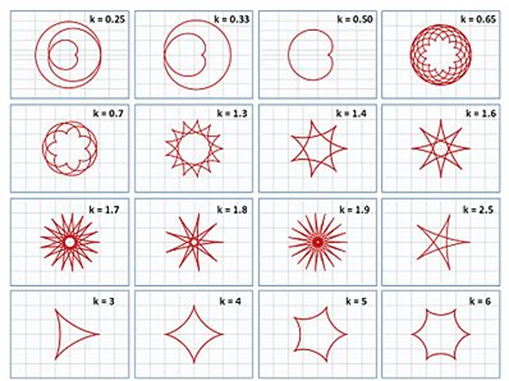 k = 0.25
k = 0.33
k = 0.50
k = 0.65
k = 0.7
k = 1.3
k = 1.4
k = 1.6
k = 1.7
k = 1.8
k = 1.9
k = 2.5
k = 3
k = 4
k = 5
k = 6